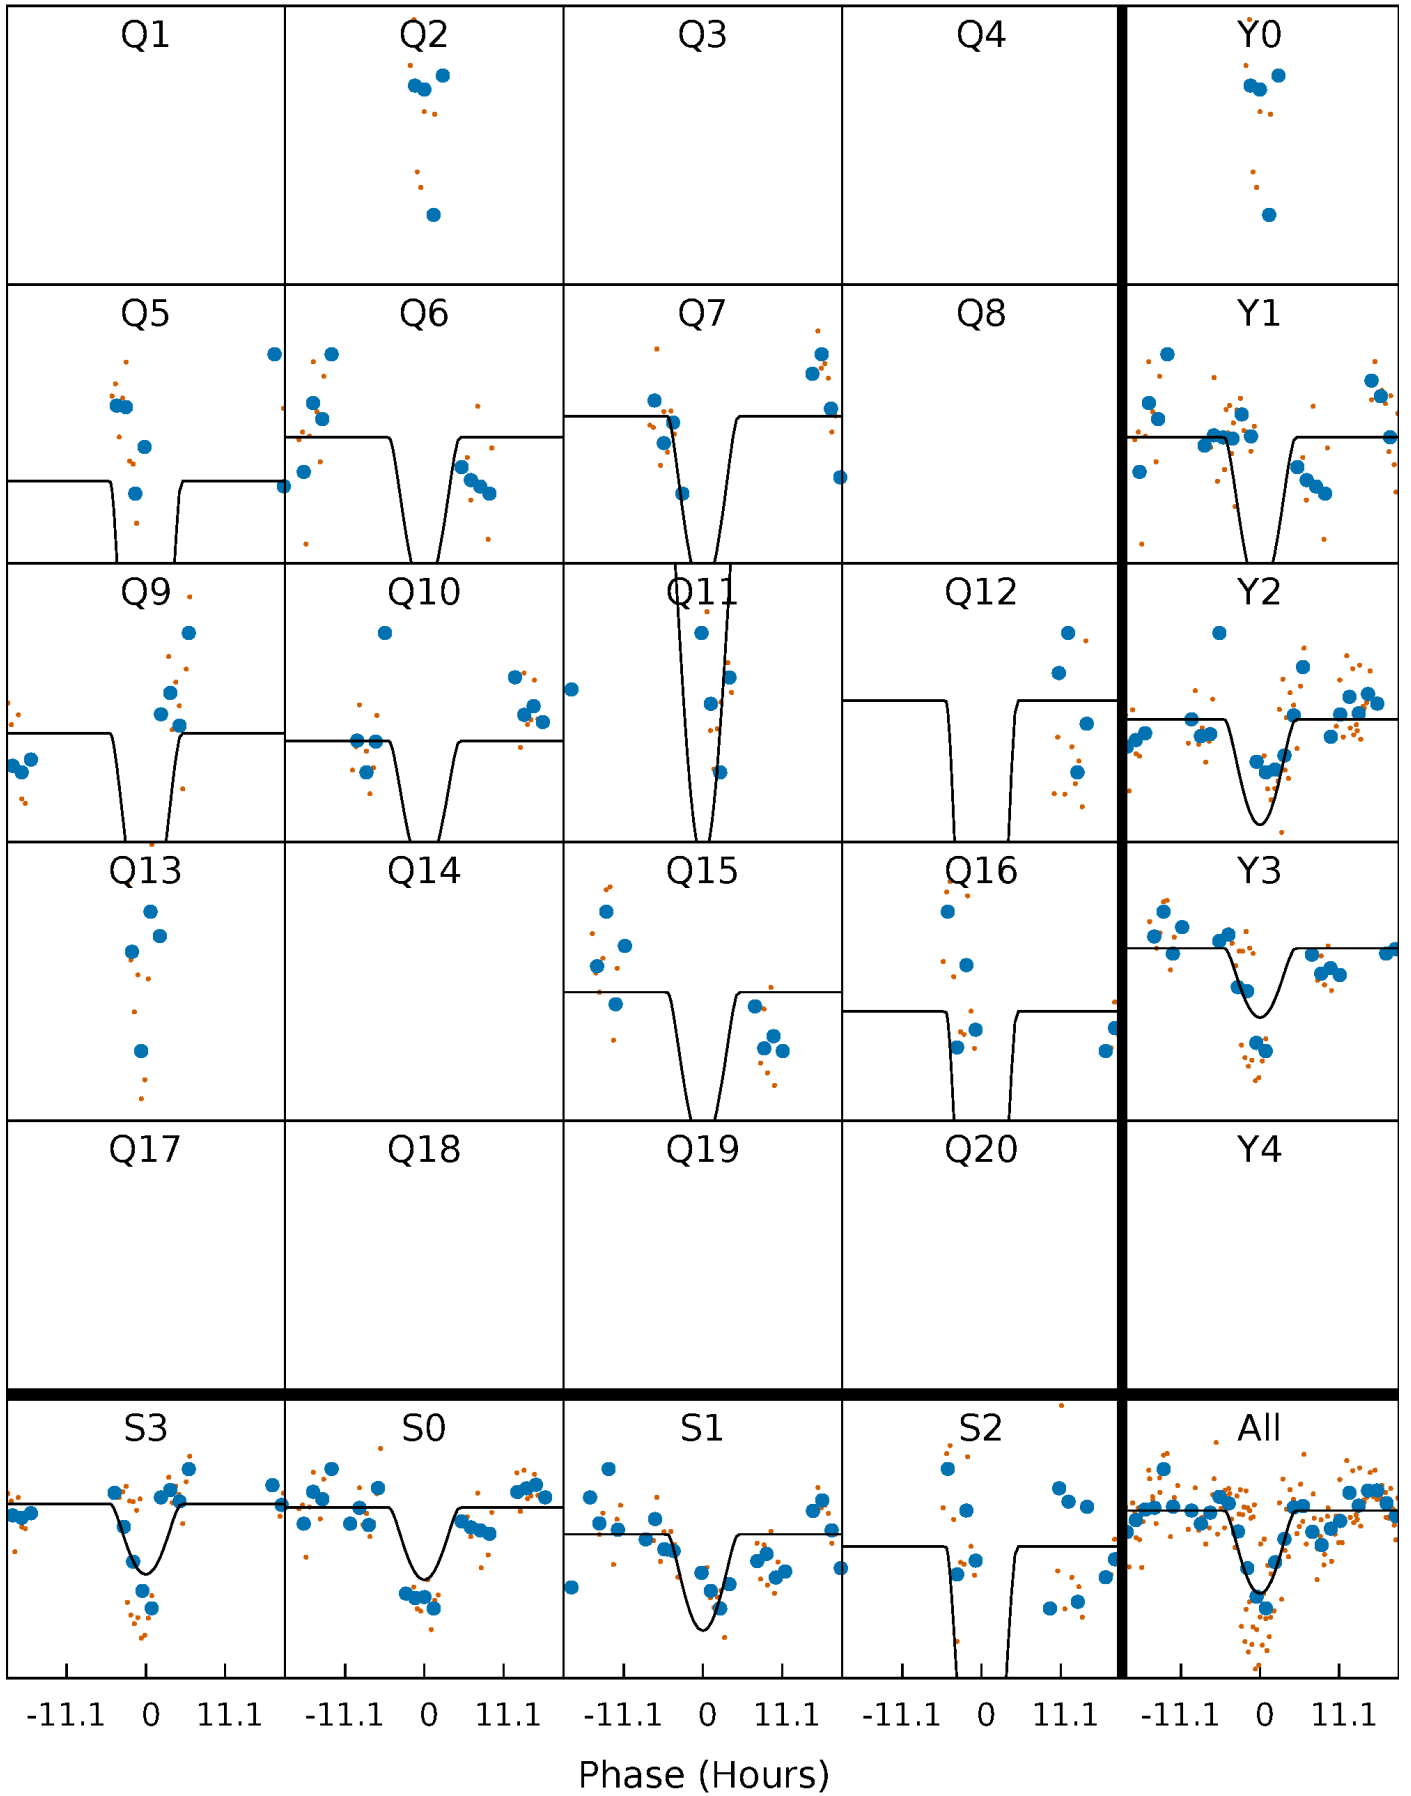 Q1 Q2 Q3 Q4 Y0
Q5 Q6 Q7 Q8 Y1
Q9 Q10 Q11 Q12 Y2
Q13 Q14 Q15 Q16 Y3
Q17 Q18 Q19 Q20 Y4
S3 S0 S1 S2 All
-11.1 0 11.1 -11.1 0 11.1 -11.1 0 11.1 -11.1 0 11.1 -11.1 0 11.1
Phase (Hours)